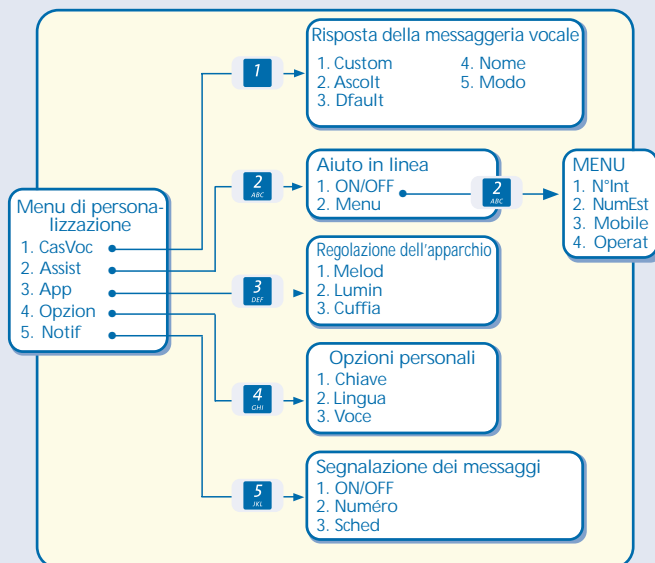 Risposta della messaggeria vocale
1. Custom 4. Nome
2. Ascolt 5. Modo
3. Dfault
1
Aiuto in linea
1. ON/OFF
2. Menu
2
ABC
2
ABC
MENU
1. N°Int
2. NumEst
3. Mobile
4. Operat
Menu di persona-
lizzazione
1. CasVoc
2. Assist
3. App
4. Opzion
5. Notif
Regolazione dell'apparchio
1. Melod
2. Lumin
3. Cuffia
3
DEF
Opzioni personali
1. Chiave
2. Lingua
3. Voce
4
GHI
Segnalazione dei messaggi
1. ON/OFF
2. Numéro
3. Sched
5
JKL